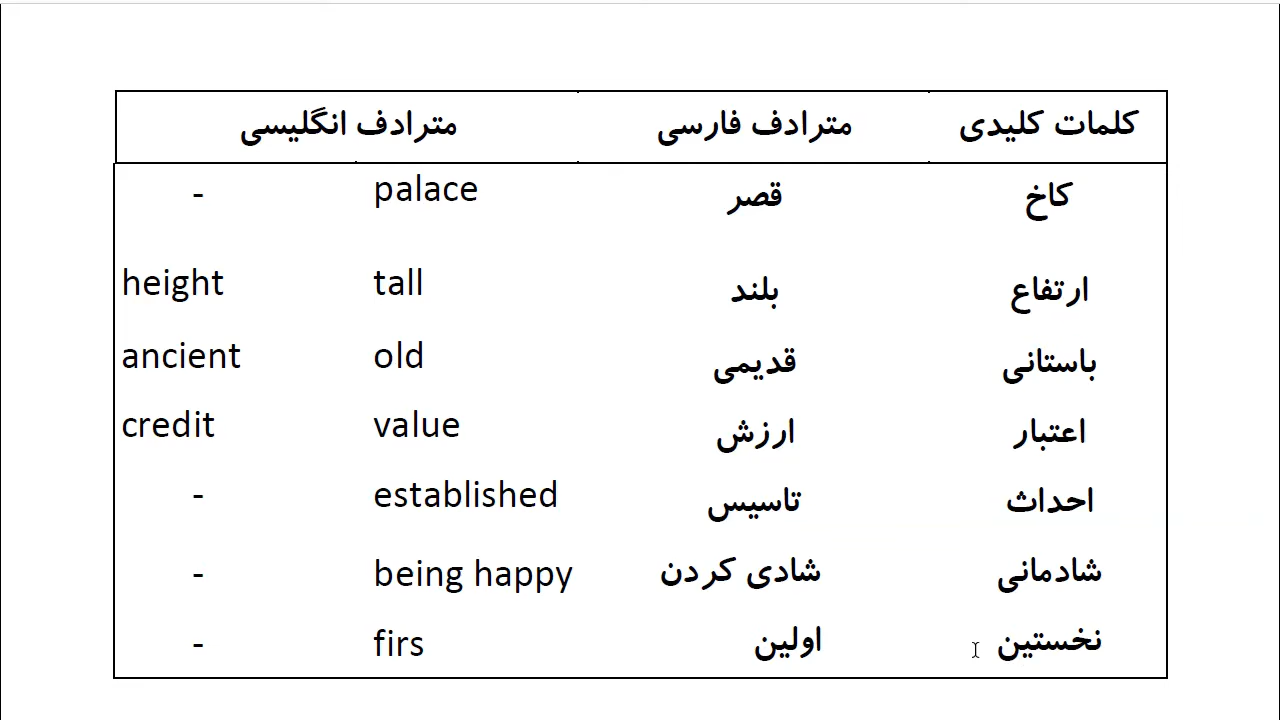 کلمات کلیدی مترادف فارسی مترادف انگلیسی
کاخ قصر palace -
ارتفاع بلند tall height
باستانی قدیمی old ancient
اعتبار ارزش value credit
احداث تاسیس established -
شادمانی شادی کردن being happy -
نخستین اولین firs -